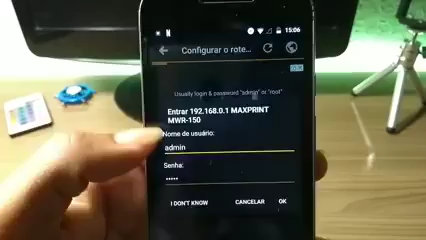 15:06
Configurar o rote...
Usually login & password "admin" or "root"
Entrar 192.168.0.1 MAXPRINT
MWR-150
Nome de usuário:
admin
Senha:
•••••
I DON'T KNOW CANCELAR OK